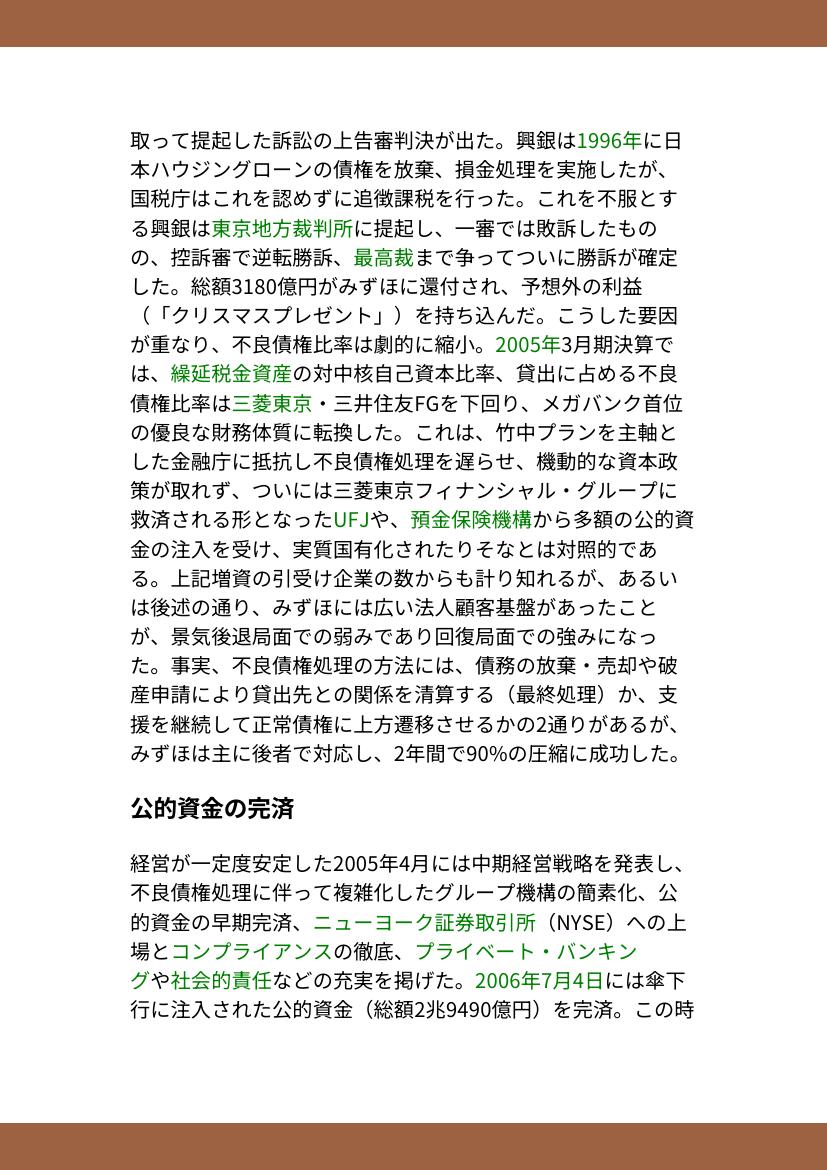 取って提起した訴訟の上告審判決が出た。興銀は1996年に日
本ハウジングローンの債権を放棄、損金処理を実施したが、
国税庁はこれを認めずに追徴課税を行った。これを不服とす
る興銀は東京地方裁判所に提起し、一審では敗訴したもの
の、控訴審で逆転勝訴、最高裁まで争ってついに勝訴が確定
した。総額3180億円がみずほに還付され、予想外の利益
（「クリスマスプレゼント」）を持ち込んだ。こうした要因
が重なり、不良債権比率は劇的に縮小。2005年3月期決算で
は、繰延税金資産の対中核自己資本比率、貸出に占める不良
債権比率は三菱東京・三井住友FGを下回り、メガバンク首位
の優良な財務体質に転換した。これは、竹中プランを主軸と
した金融庁に抵抗し不良債権処理を遅らせ、機動的な資本政
策が取れず、ついには三菱東京フィナンシャル・グループに
救済される形となったUFJや、預金保険機構から多額の公的資
金の注入を受け、実質国有化されたりそなとは対照的であ
る。上記増資の引受け企業の数からも計り知れるが、あるい
は後述の通り、みずほには広い法人顧客基盤があったこと
が、景気後退局面での弱みであり回復局面での強みになっ
た。事実、不良債権処理の方法には、債務の放棄・売却や破
産申請により貸出先との関係を清算する（最終処理）か、支
援を継続して正常債権に上方遷移させるかの2通りがあるが、
みずほは主に後者で対応し、2年間で90%の圧縮に成功した。
公的資金の完済
経営が一定度安定した2005年4月には中期経営戦略を発表し、
不良債権処理に伴って複雑化したグループ機構の簡素化、公
的資金の早期完済、ニューヨーク証券取引所（NYSE）への上
場とコンプライアンスの徹底、プライベート・バンキン
グや社会的責任などの充実を掲げた。2006年7月4日には傘下
行に注入された公的資金（総額2兆9490億円）を完済。この時